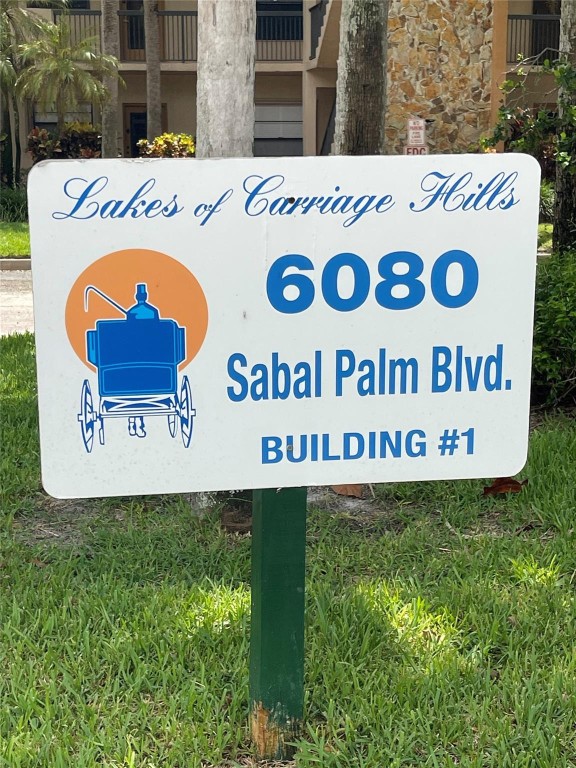 Lakes of Carriage Hills
6080
Sabal Palm Blvd.
BUILDING #1